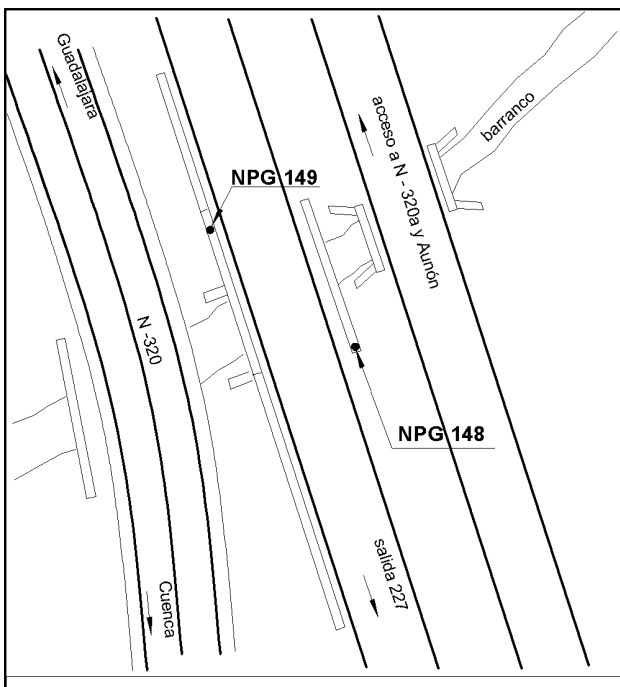 Guadalajara
barranco
acceso a N - 320a y Aunón
NPG 149
N -320
NPG 148
salida 227
Cuenca